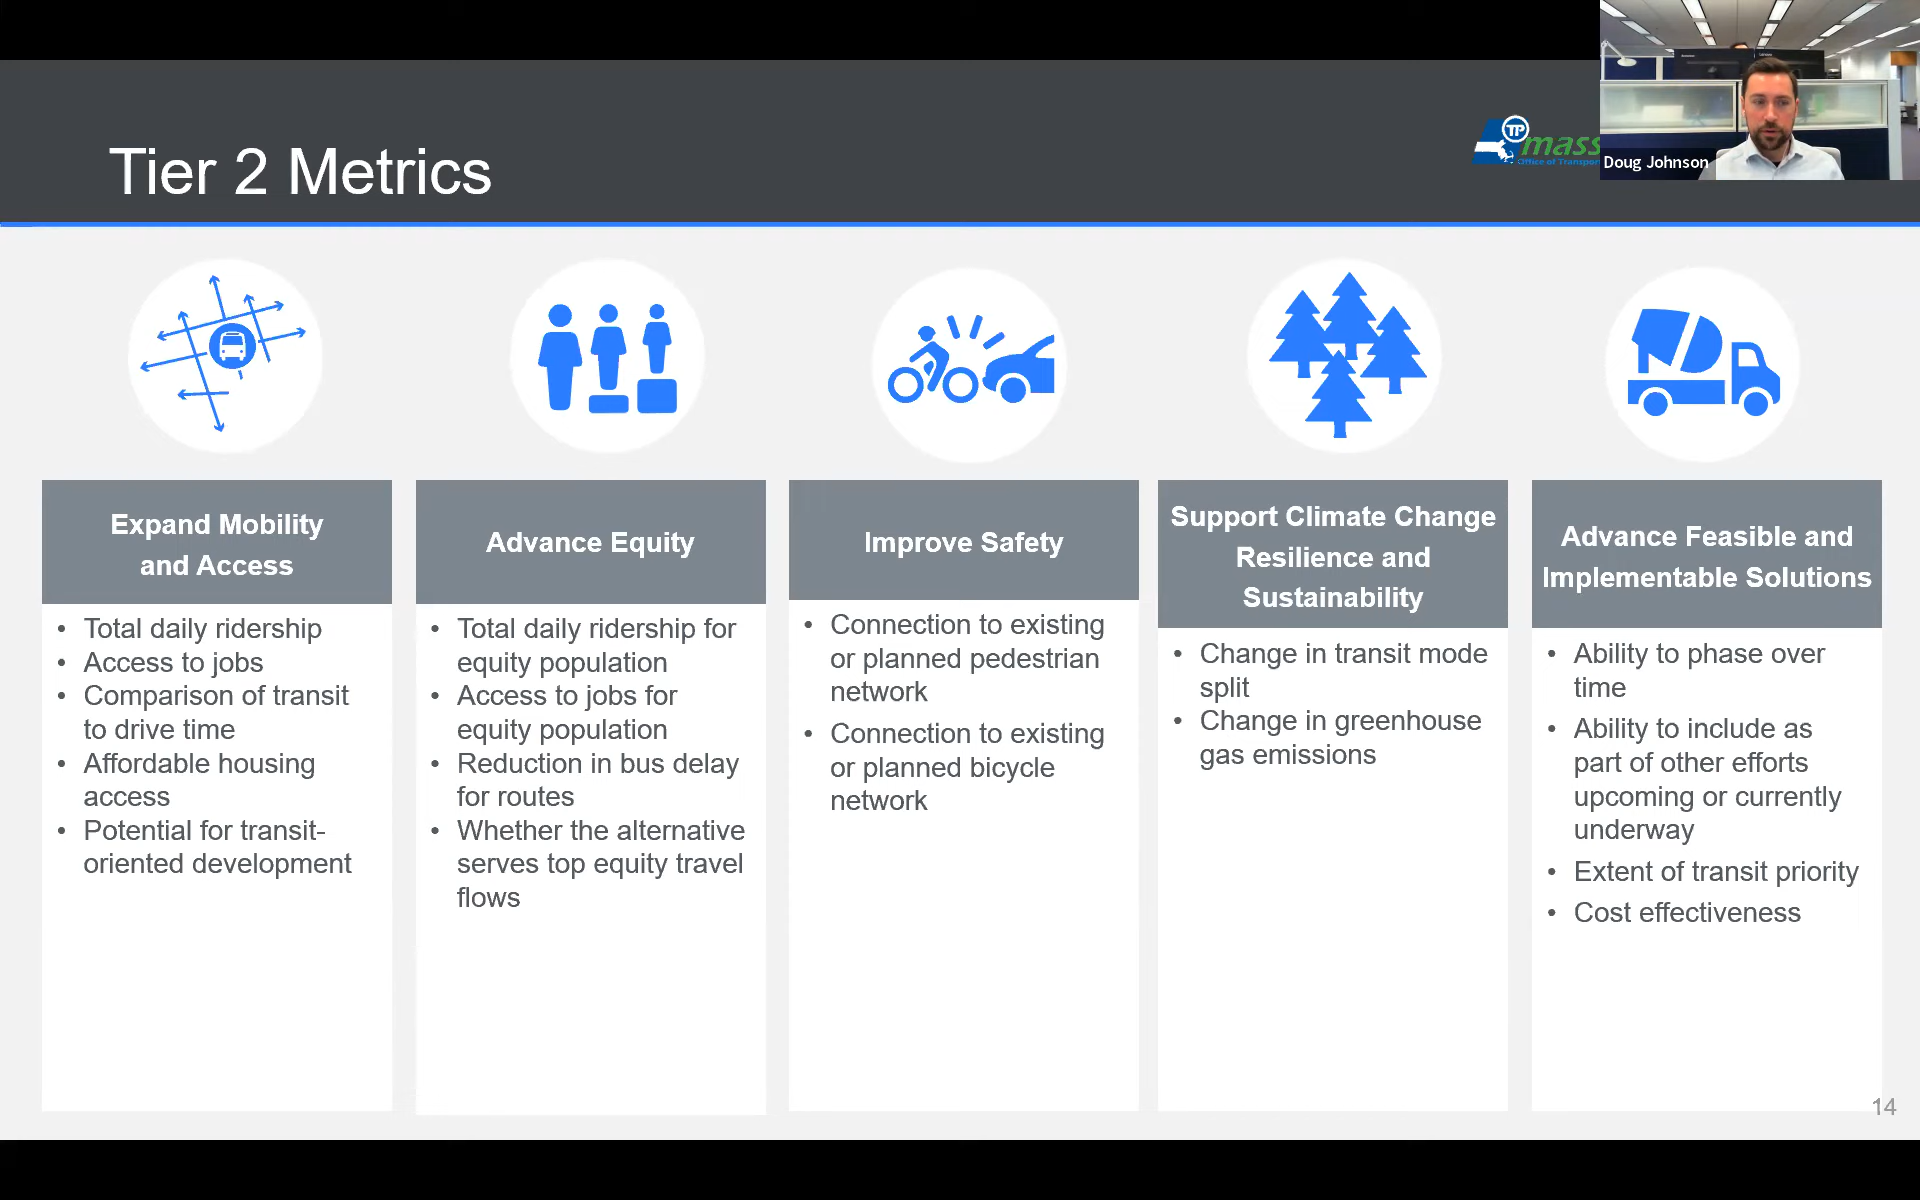 Tier 2 Metrics
TP
mass
Office of Transpor
Doug Johnson
Expand Mobility
and Access
• Total daily ridership
• Access to jobs
• Comparison of transit
to drive time
• Affordable housing
access
• Potential for transit-
oriented development
Advance Equity
• Total daily ridership for
equity population
• Access to jobs for
equity population
• Reduction in bus delay
for routes
• Whether the alternative
serves top equity travel
flows
Improve Safety
• Connection to existing
or planned pedestrian
network
• Connection to existing
or planned bicycle
network
Support Climate Change
Resilience and
Sustainability
• Change in transit mode
split
• Change in greenhouse
gas emissions
Advance Feasible and
Implementable Solutions
• Ability to phase over
time
• Ability to include as
part of other efforts
upcoming or currently
underway
• Extent of transit priority
• Cost effectiveness
14